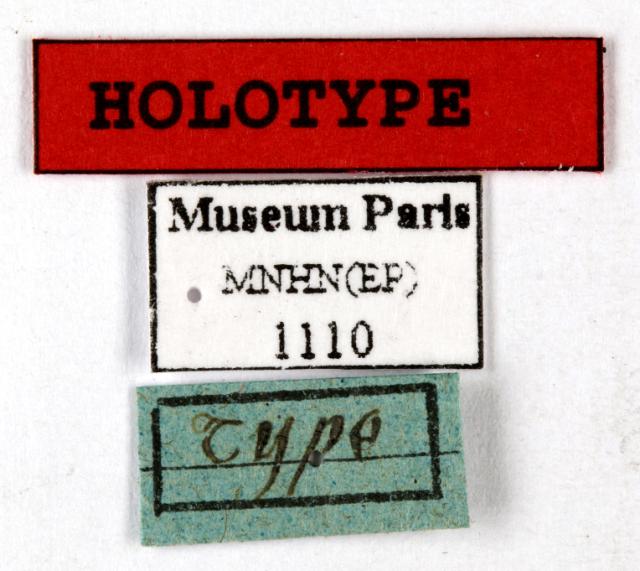 HOLOTYPE
Museum Paris
MNHN(EP)
1110
Type